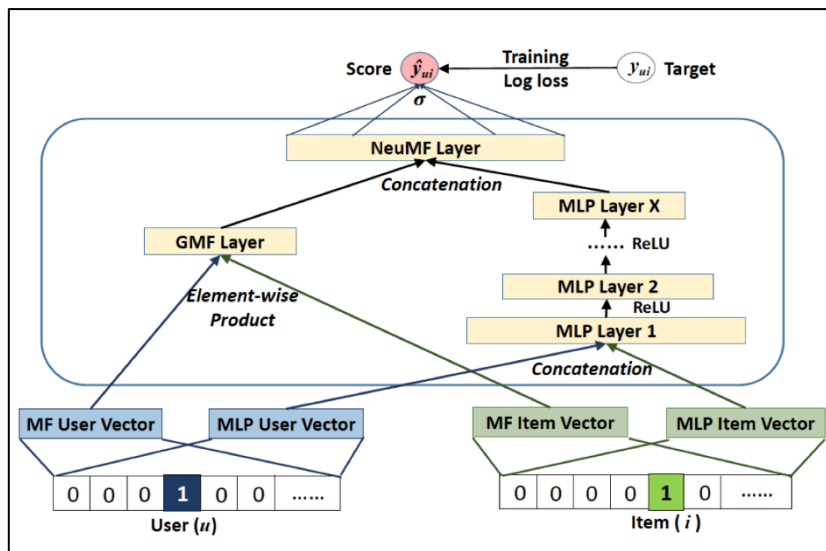 Score ŷui Training yui Target
Log loss
σ
NeuMF Layer
Concatenation
MLP Layer X
GMF Layer
...... ReLU
Element-wise
Product
MLP Layer 2
ReLU
MLP Layer 1
Concatenation
MF User Vector MLP User Vector MF Item Vector MLP Item Vector
0 0 0 1 0 0 ...... 0 0 0 0 1 0 ......
User (u) Item ( i )